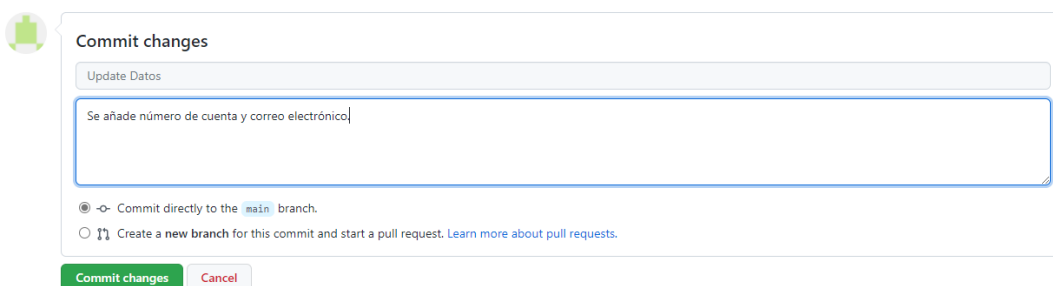 Commit changes
Update Datos
Se añade número de cuenta y correo electrónico.
Commit directly to the main branch.
Create a new branch for this commit and start a pull request. Learn more about pull requests.
Commit changes Cancel